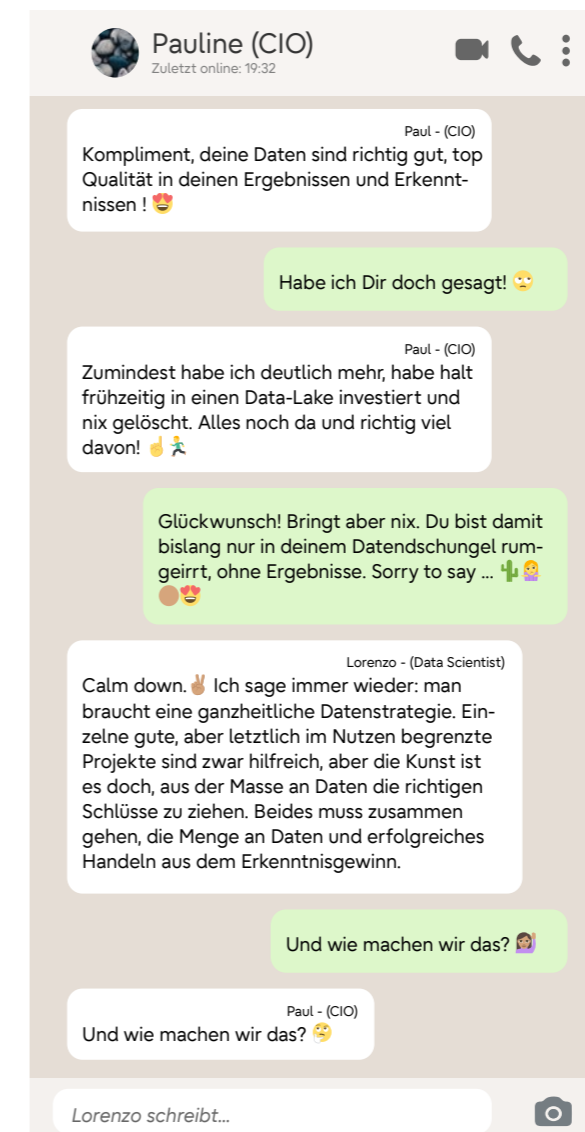 Pauline (CIO)
Zuletzt online: 19:32
Paul - (CIO)
Kompliment, deine Daten sind richtig gut, top
Qualität in deinen Ergebnissen und Erkennt-
nissen ! 😍
Habe ich Dir doch gesagt! 🙄
Paul - (CIO)
Zumindest habe ich deutlich mehr, habe halt
frühzeitig in einen Data-Lake investiert und
nix gelöscht. Alles noch da und richtig viel
davon! ☝️🏃‍♂️
Glückwunsch! Bringt aber nix. Du bist damit
bislang nur in deinem Datendschungel rum-
geirrt, ohne Ergebnisse. Sorry to say ... 🌵🤷🏼‍♀️
🏽😍
Lorenzo - (Data Scientist)
Calm down.✌🏽 Ich sage immer wieder: man
braucht eine ganzheitliche Datenstrategie. Ein-
zelne gute, aber letztlich im Nutzen begrenzte
Projekte sind zwar hilfreich, aber die Kunst ist
es doch, aus der Masse an Daten die richtigen
Schlüsse zu ziehen. Beides muss zusammen
gehen, die Menge an Daten und erfolgreiches
Handeln aus dem Erkenntnisgewinn.
Und wie machen wir das? 🙋🏽‍♀️
Paul - (CIO)
Und wie machen wir das? 🤔
Lorenzo schreibt...